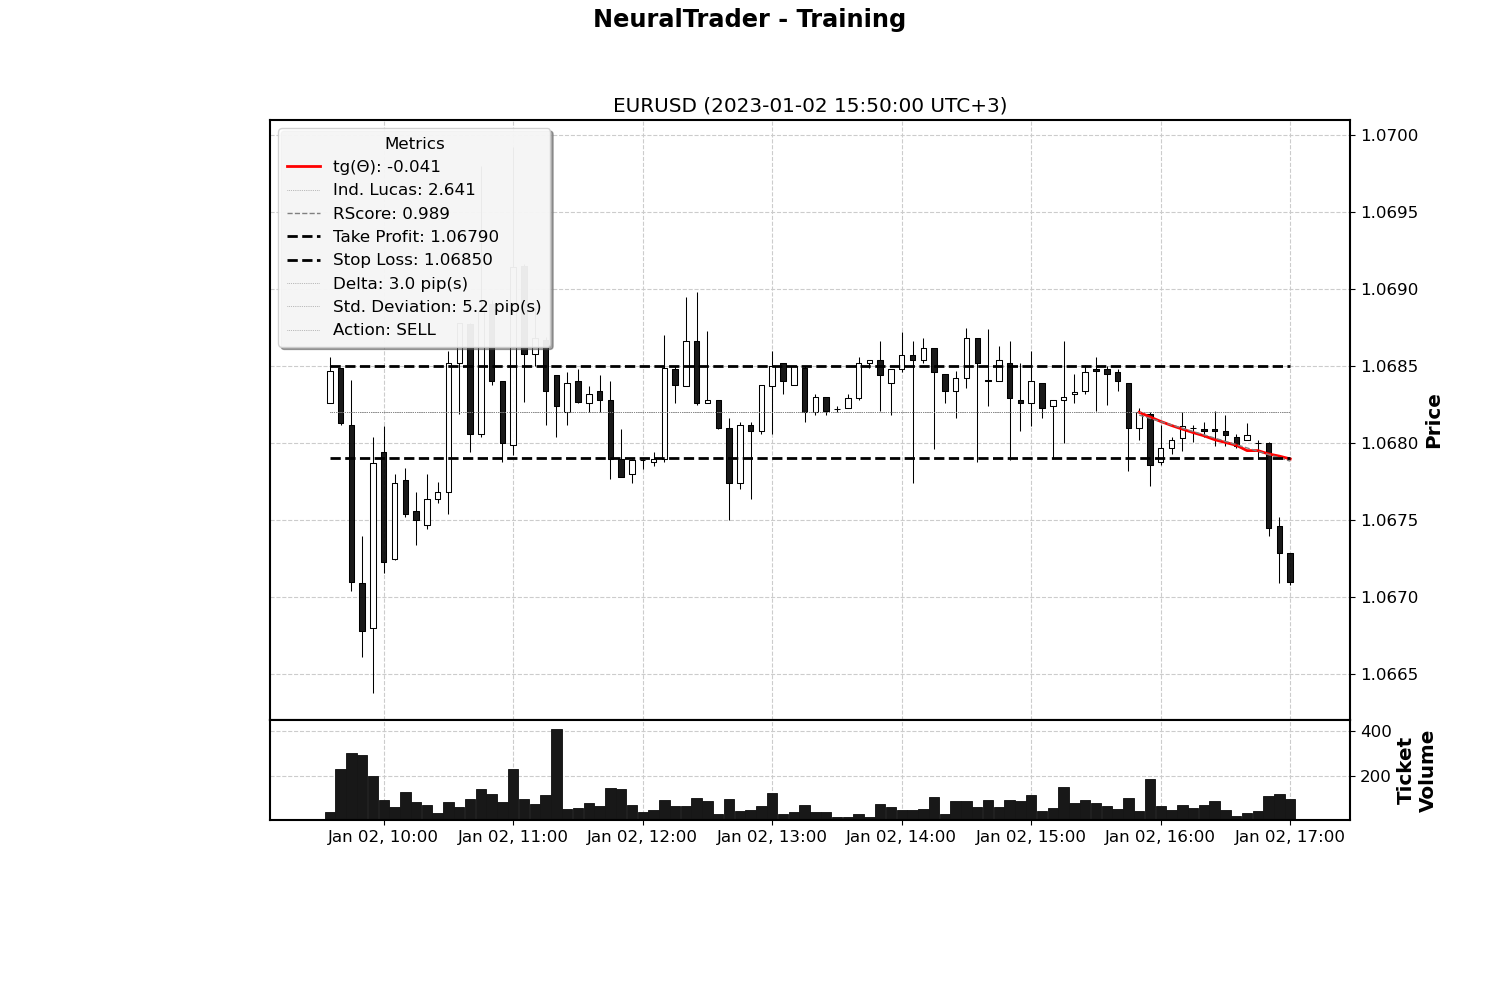 NeuralTrader - Training
EURUSD (2023-01-02 15:50:00 UTC+3)
Metrics
tg(Θ): -0.041
Ind. Lucas: 2.641
RScore: 0.989
Take Profit: 1.06790
Stop Loss: 1.06850
Delta: 3.0 pip(s)
Std. Deviation: 5.2 pip(s)
Action: SELL
1.0700
1.0695
1.0690
1.0685
1.0680
1.0675
1.0670
1.0665
Price
400
200
Ticket
Volume
Jan 02, 10:00
Jan 02, 11:00
Jan 02, 12:00
Jan 02, 13:00
Jan 02, 14:00
Jan 02, 15:00
Jan 02, 16:00
Jan 02, 17:00